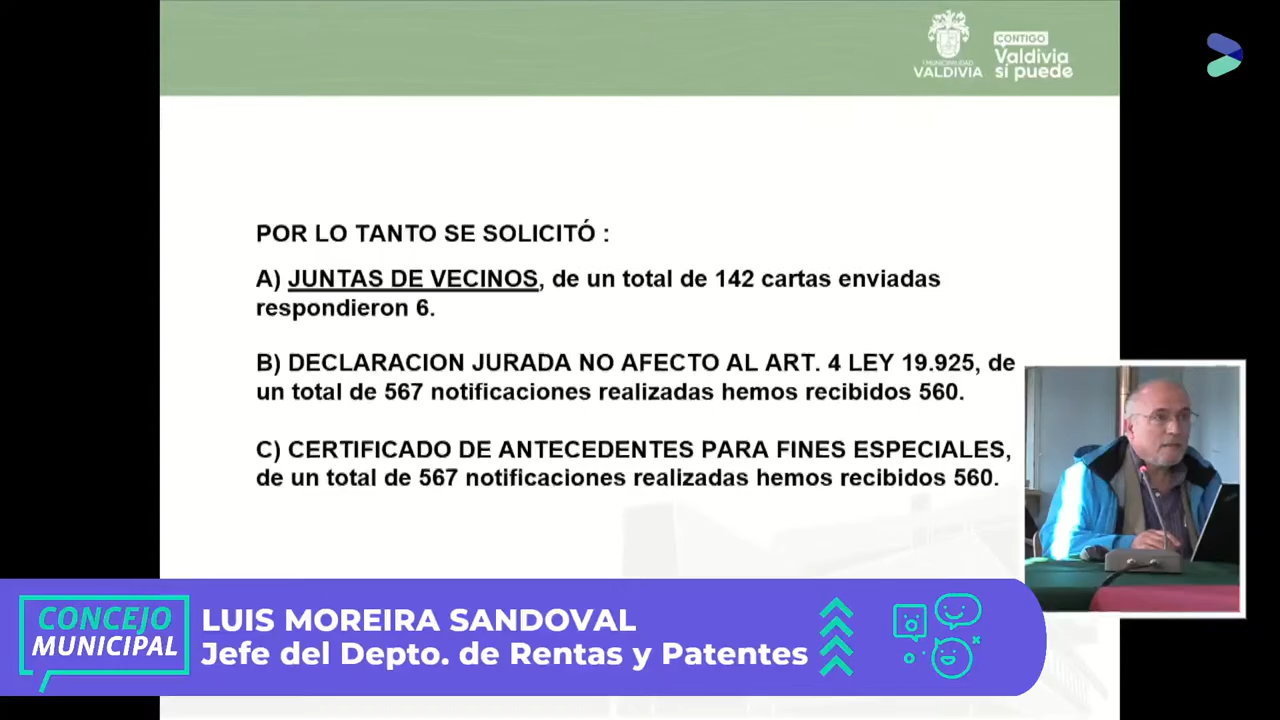 I. MUNICIPALIDAD
VALDIVIA
CONTIGO
Valdivia
sí puede
POR LO TANTO SE SOLICITÓ :
A) JUNTAS DE VECINOS, de un total de 142 cartas enviadas
respondieron 6.
B) DECLARACION JURADA NO AFECTO AL ART. 4 LEY 19.925, de
un total de 567 notificaciones realizadas hemos recibidos 560.
C) CERTIFICADO DE ANTECEDENTES PARA FINES ESPECIALES,
de un total de 567 notificaciones realizadas hemos recibidos 560.
CONCEJO
MUNICIPAL
LUIS MOREIRA SANDOVAL
Jefe del Depto. de Rentas y Patentes